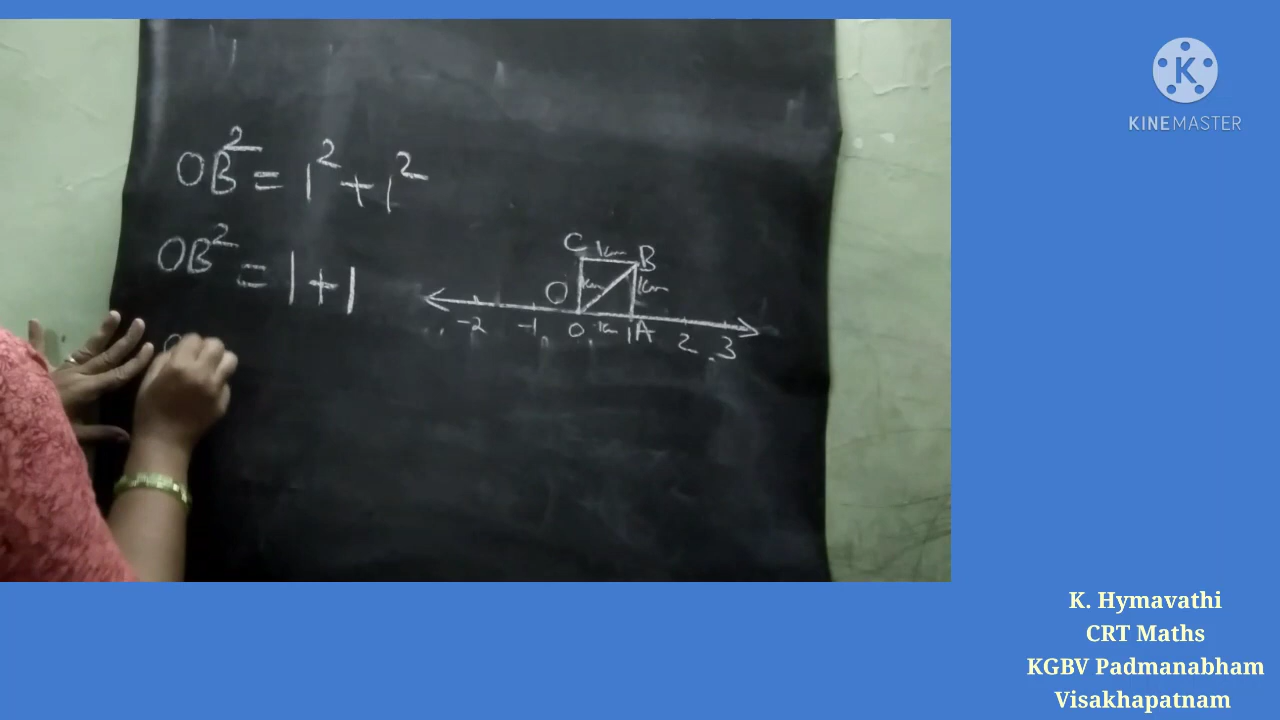 OB² = 1² + 1²
OB² = 1 + 1
O
C 1cm B
O cm 1cm
-2 -1 0 1cm 1 A 2 3
KINEMASTER
K. Hymavathi
CRT Maths
KGBV Padmanabham
Visakhapatnam